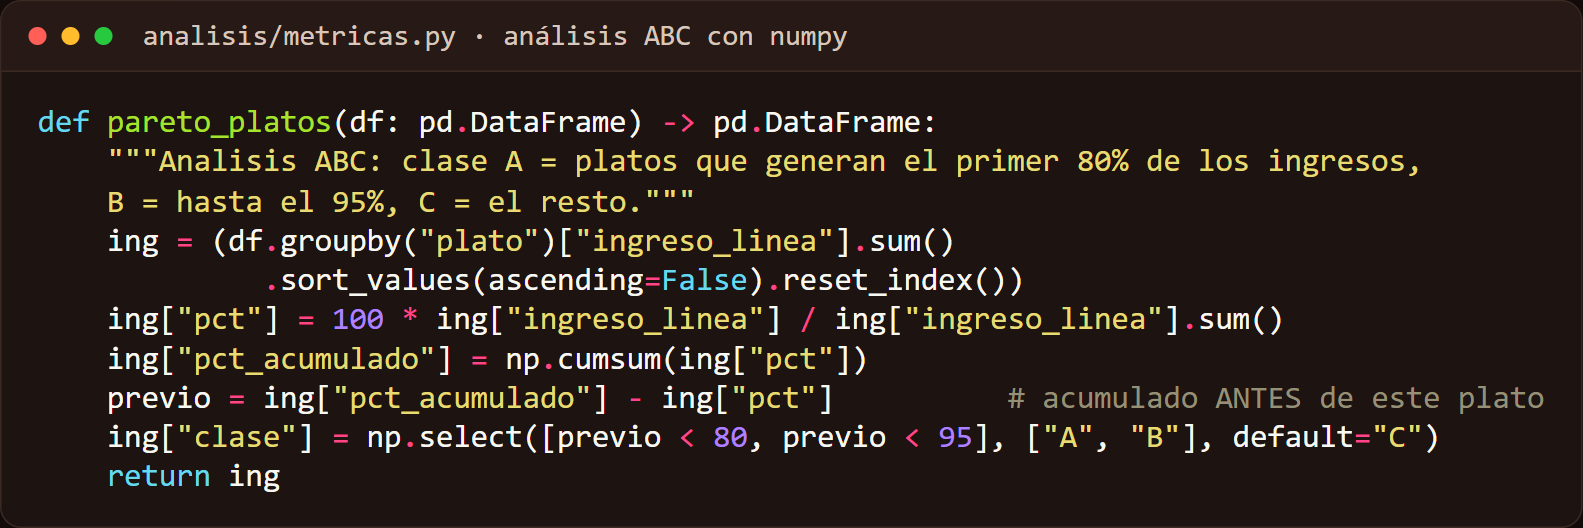 analisis/metricas.py · análisis ABC con numpy
def pareto_platos(df: pd.DataFrame) -> pd.DataFrame:
    """Analisis ABC: clase A = platos que generan el primer 80% de los ingresos,
    B = hasta el 95%, C = el resto."""
    ing = (df.groupby("plato")["ingreso_linea"].sum()
             .sort_values(ascending=False).reset_index())
    ing["pct"] = 100 * ing["ingreso_linea"] / ing["ingreso_linea"].sum()
    ing["pct_acumulado"] = np.cumsum(ing["pct"])
    previo = ing["pct_acumulado"] - ing["pct"]          # acumulado ANTES de este plato
    ing["clase"] = np.select([previo < 80, previo < 95], ["A", "B"], default="C")
    return ing